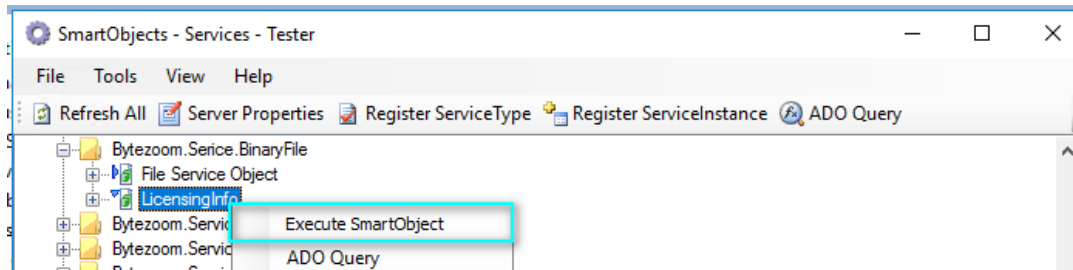 SmartObjects - Services - Tester
File Tools View Help
Refresh All Server Properties Register ServiceType Register ServiceInstance ADO Query
Bytezoom.Serice.BinaryFile
File Service Object
LicensingInfo
Bytezoom.Servic
Execute SmartObject
Bytezoom.Servic
ADO Query